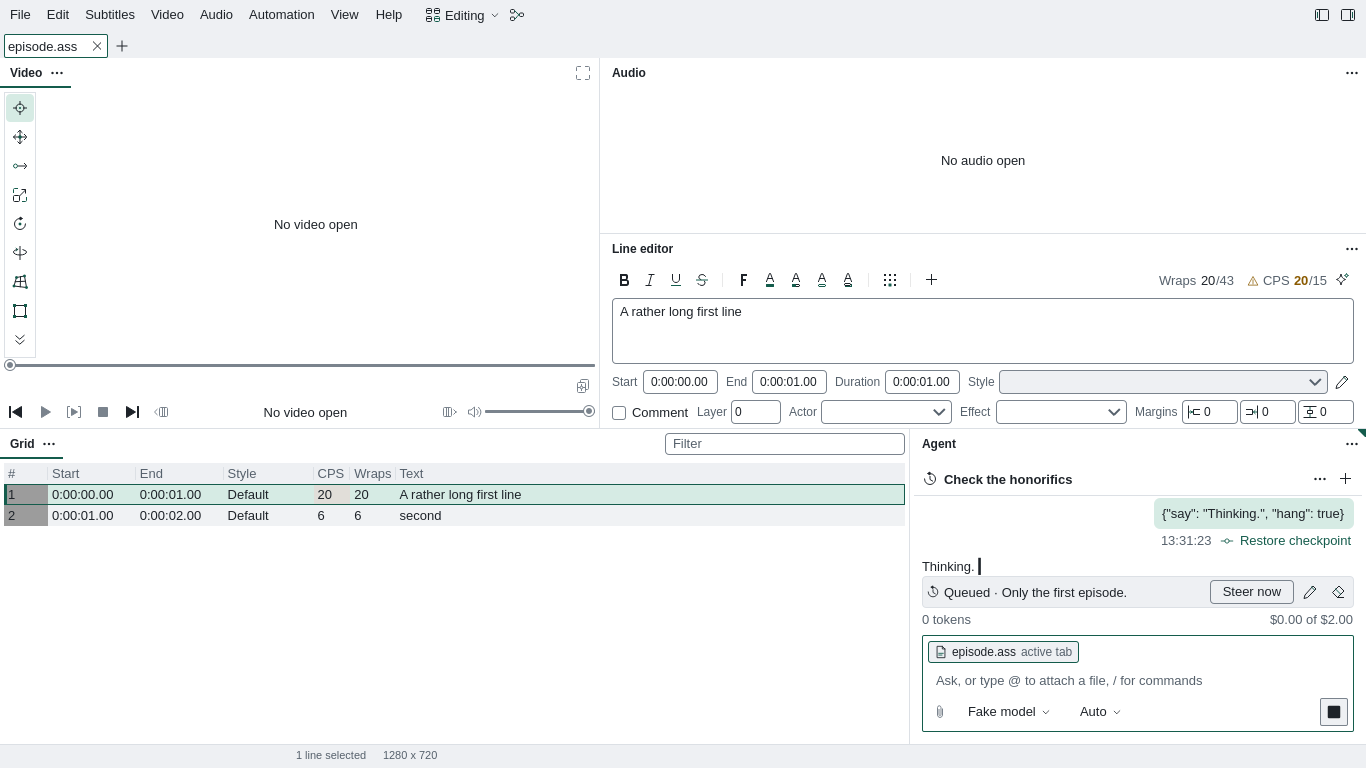 File Edit Subtitles Video Audio Automation View Help Editing
episode.ass
Video
No video open
No video open
Audio
No audio open
Line editor
B I U S F A A A A Wraps 20/43 CPS 20/15
A rather long first line
Start 0:00:00.00 End 0:00:01.00 Duration 0:00:01.00 Style
Comment Layer 0 Actor Effect Margins 0 0 0
Grid Filter
# Start End Style CPS Wraps Text
1 0:00:00.00 0:00:01.00 Default 20 20 A rather long first line
2 0:00:01.00 0:00:02.00 Default 6 6 second
Agent
Check the honorifics
{"say": "Thinking.", "hang": true}
13:31:23 Restore checkpoint
Thinking.
Queued · Only the first episode. Steer now
0 tokens $0.00 of $2.00
episode.ass active tab
Ask, or type @ to attach a file, / for commands
Fake model Auto
1 line selected 1280 x 720